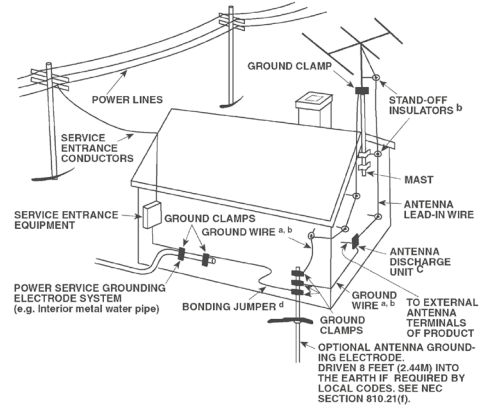 GROUND CLAMP
POWER LINES
STAND-OFF
INSULATORS b
SERVICE
ENTRANCE
CONDUCTORS
MAST
ANTENNA
LEAD-IN WIRE
SERVICE ENTRANCE
EQUIPMENT
GROUND CLAMPS
GROUND WIRE a, b
ANTENNA
DISCHARGE
UNIT C
POWER SERVICE GROUNDING
ELECTRODE SYSTEM
(e.g. Interior metal water pipe)
BONDING JUMPER d
GROUND
WIRE a, b
GROUND
CLAMPS
TO EXTERNAL
ANTENNA
TERMINALS
OF PRODUCT
OPTIONAL ANTENNA GROUND-
ING ELECTRODE.
DRIVEN 8 FEET (2.44M) INTO
THE EARTH IF REQUIRED BY
LOCAL CODES. SEE NEC
SECTION 810.21(f).